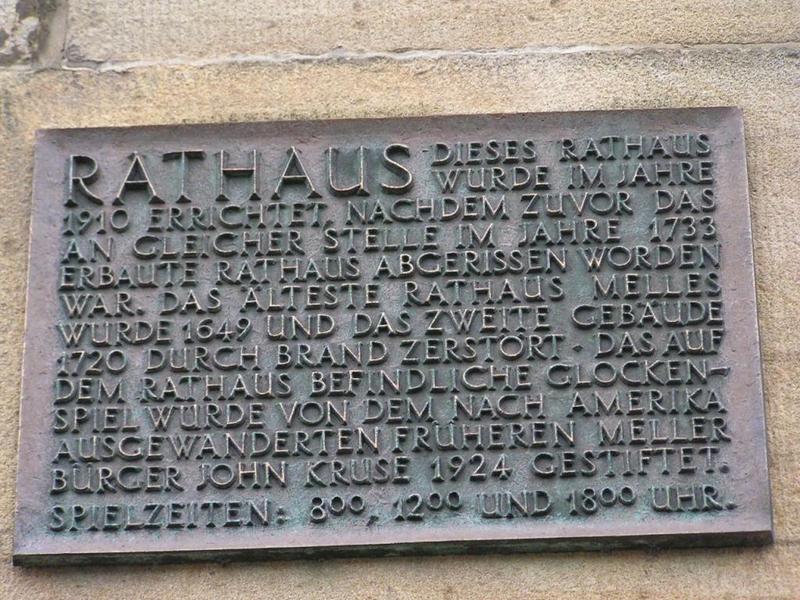 RATHAUS DIESES RATHAUS
WURDE IM JAHRE
1910 ERRICHTET, NACHDEM ZUVOR DAS
AN GLEICHER STELLE IM JAHRE 1733
ERBAUTE RATHAUS ABGERISSEN WORDEN
WAR. DAS ÄLTESTE RATHAUS MELLES
WURDE 1649 UND DAS ZWEITE GEBÄUDE
1720 DURCH BRAND ZERSTÖRT · DAS AUF
DEM RATHAUS BEFINDLICHE GLOCKEN-
SPIEL WURDE VON DEM NACH AMERIKA
AUSGEWANDERTEN FRÜHEREN MELLER
BÜRGER JOHN KRUSE 1924 GESTIFTET.
SPIELZEITEN: 8⁰⁰, 12⁰⁰ UND 18⁰⁰ UHR.